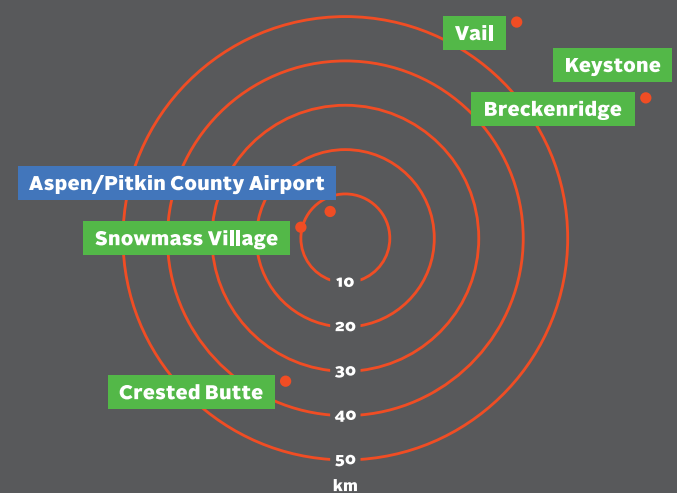 Vail
Keystone
Breckenridge
Aspen/Pitkin County Airport
Snowmass Village
10
20
30
Crested Butte
40
50
km